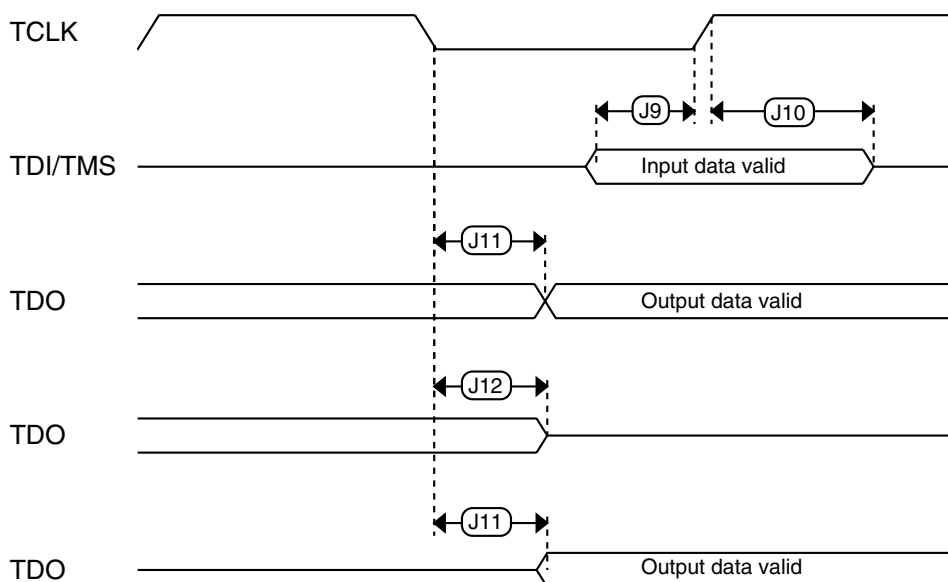 TCLK
J9
J10
TDI/TMS
Input data valid
J11
TDO
Output data valid
J12
TDO
J11
TDO
Output data valid